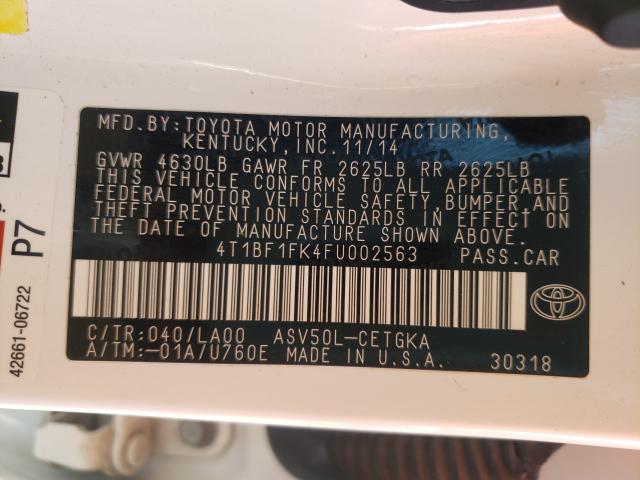 MFD.BY:TOYOTA MOTOR MANUFACTURING,
KENTUCKY,INC.11/14
GVWR 4630LB GAWR FR 2625LB RR 2625LB
THIS VEHICLE CONFORMS TO ALL APPLICABLE
FEDERAL MOTOR VEHICLE SAFETY,BUMPER,AND
THEFT PREVENTION STANDARDS IN EFFECT ON
THE DATE OF MANUFACTURE SHOWN ABOVE.
4T1BF1FK4FU002563 PASS.CAR
C/TR:040/LA00 ASV50L-CETGKA
A/TM:-01A/U760E MADE IN U.S.A. 30318
P7
42661-06722